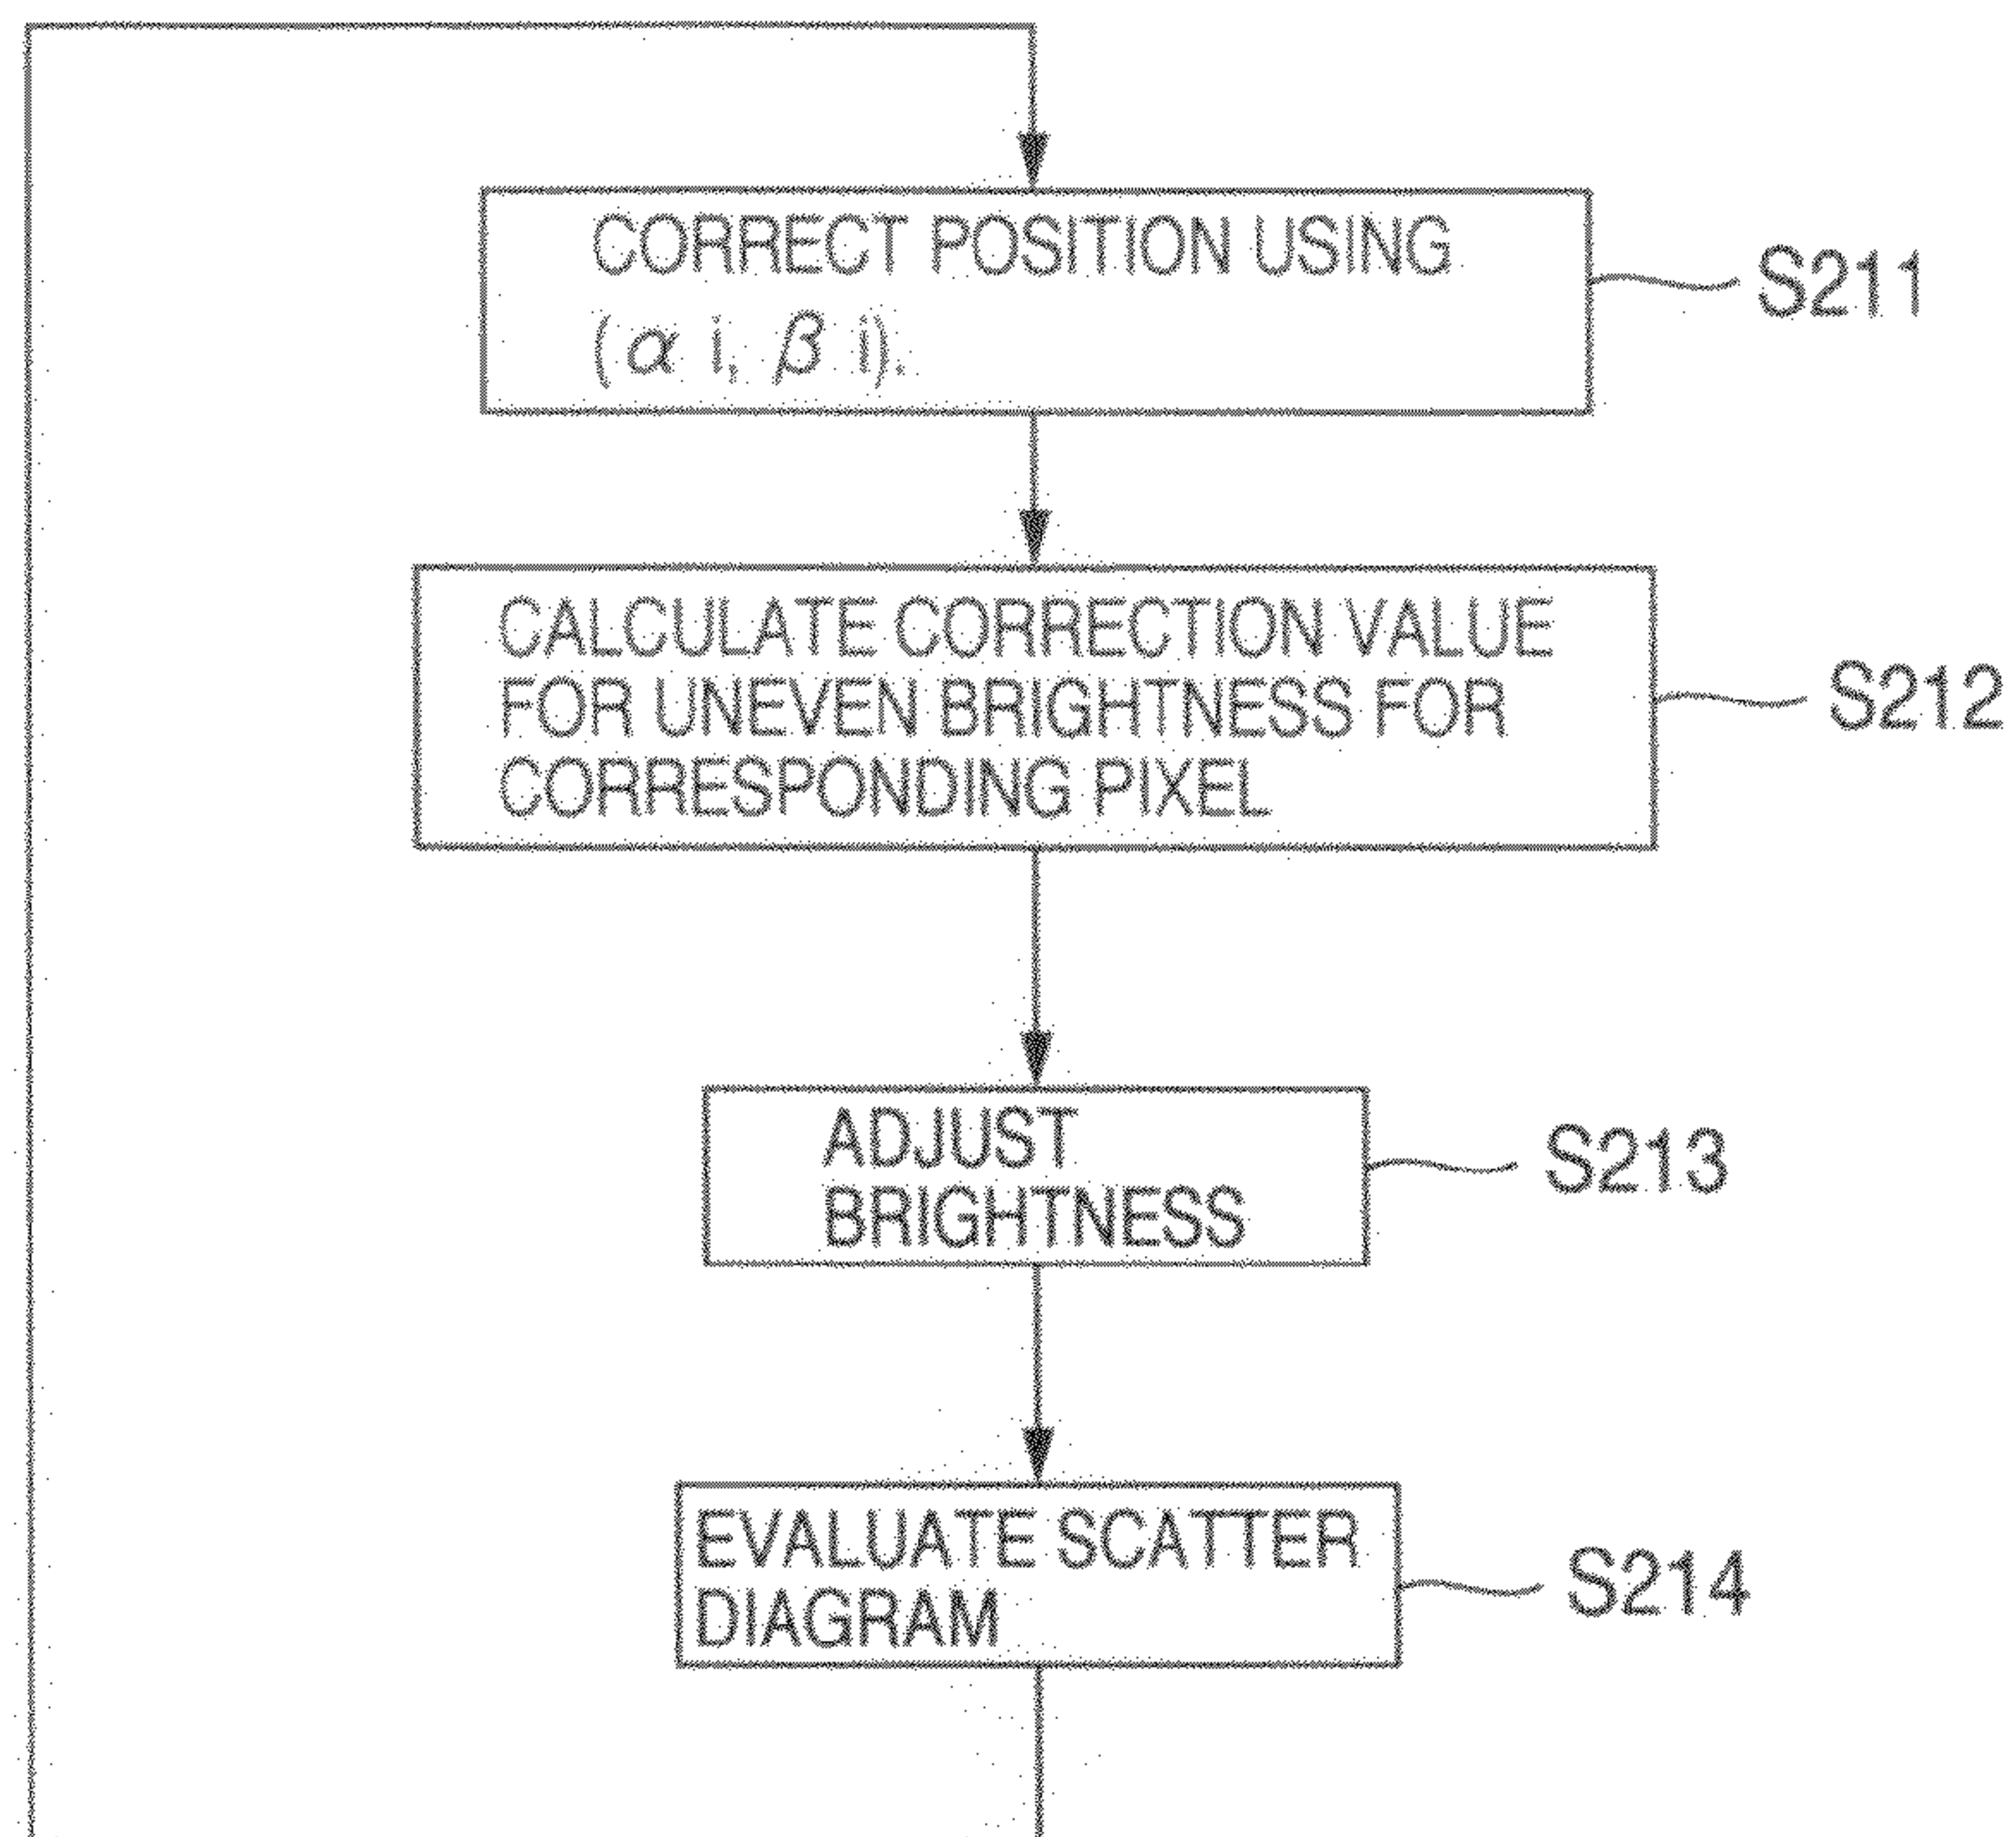 CORRECT POSITION USING
(α i, β i).
S211
CALCULATE CORRECTION VALUE
FOR UNEVEN BRIGHTNESS FOR
CORRESPONDING PIXEL
S212
ADJUST
BRIGHTNESS
S213
EVALUATE SCATTER
DIAGRAM
S214